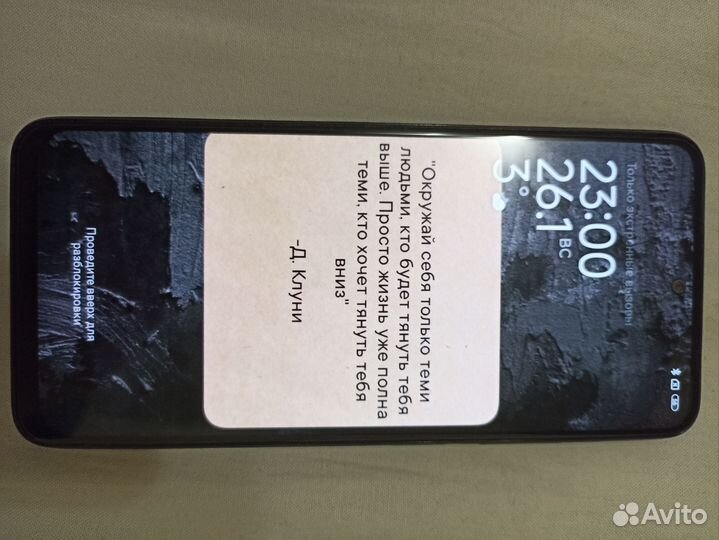 Только экстренные вызовы
23:00
26.1 ВС
3°
"Окружай себя только теми
людьми, кто будет тянуть тебя
выше. Просто жизнь уже полна
теми, кто хочет тянуть тебя
вниз"
-Д. Клуни
Проведите вверх для
разблокировки
Avito